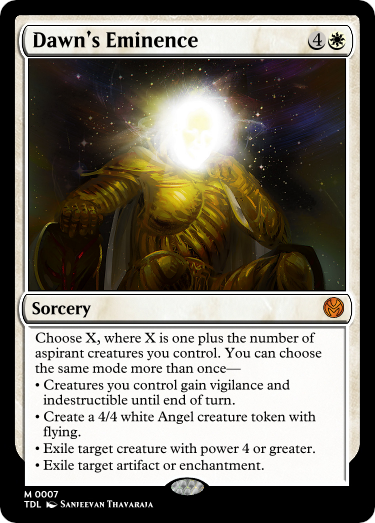 Dawn's Eminence 4
Sorcery
Choose X, where X is one plus the number of
aspirant creatures you control. You can choose
the same mode more than once—
• Creatures you control gain vigilance and
indestructible until end of turn.
• Create a 4/4 white Angel creature token with
flying.
• Exile target creature with power 4 or greater.
• Exile target artifact or enchantment.
M 0007
TDL Sanjeevan Thavaraja